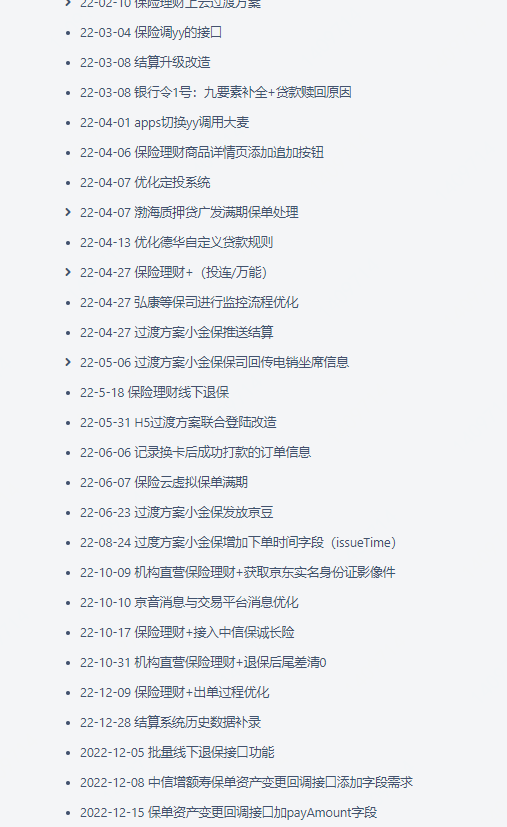 22-02-10 保险理财上云过渡方案
22-03-04 保险调yy的接口
22-03-08 结算升级改造
22-03-08 银行令1号：九要素补全+贷款赎回原因
22-04-01 apps切换yy调用大麦
22-04-06 保险理财商品详情页添加追加按钮
22-04-07 优化定投系统
22-04-07 渤海质押贷广发满期保单处理
22-04-13 优化德华自定义贷款规则
22-04-27 保险理财+（投连/万能）
22-04-27 弘康等保司进行监控流程优化
22-04-27 过渡方案小金保推送结算
22-05-06 过渡方案小金保保司回传电销坐席信息
22-5-18 保险理财线下退保
22-05-31 H5过渡方案联合登陆改造
22-06-06 记录换卡后成功打款的订单信息
22-06-07 保险云虚拟保单满期
22-06-23 过渡方案小金保发放京豆
22-08-24 过渡方案小金保增加下单时间字段（issueTime）
22-10-09 机构直营保险理财+获取京东实名身份证影像件
22-10-10 京音消息与交易平台消息优化
22-10-17 保险理财+接入中信保诚长险
22-10-31 机构直营保险理财+退保后尾差清0
22-12-09 保险理财+出单过程优化
22-12-28 结算系统历史数据补录
2022-12-05 批量线下退保接口功能
2022-12-08 中信增额寿保单资产变更回调接口添加字段需求
2022-12-15 保单资产变更回调接口加payAmount字段